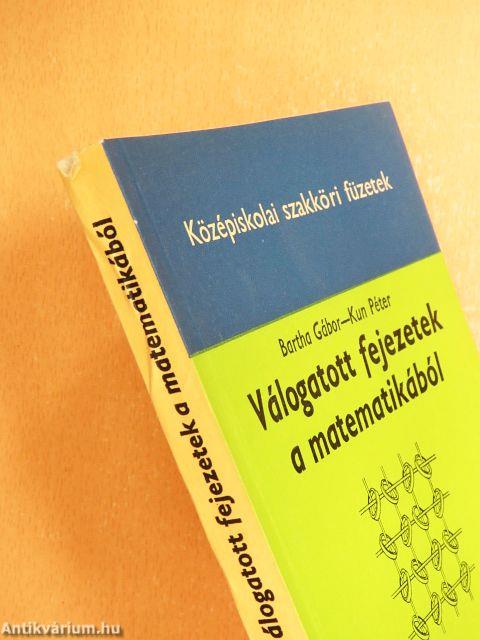 Középiskolai szakköri füzetek
Bartha Gábor—Kun Péter
Válogatott fejezetek
a matematikából
álogatott fejezetek a matematikából
Antikvárium.hu